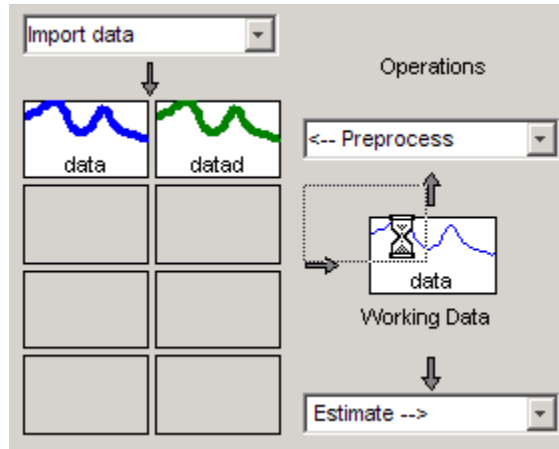 Import data
Operations
<-- Preprocess
data
datad
data
Working Data
Estimate -->